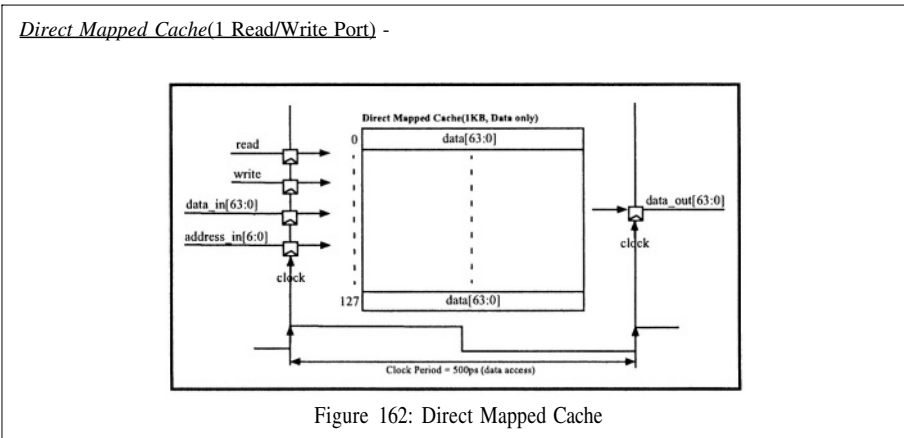 Direct Mapped Cache(1 Read/Write Port) -
Direct Mapped Cache(1KB, Data only)
read
0
data[63:0]
write
data_in[63:0]
data_out[63:0]
address_in[6:0]
clock
clock
127
data[63:0]
Clock Period = 500ps (data access)
Figure 162: Direct Mapped Cache